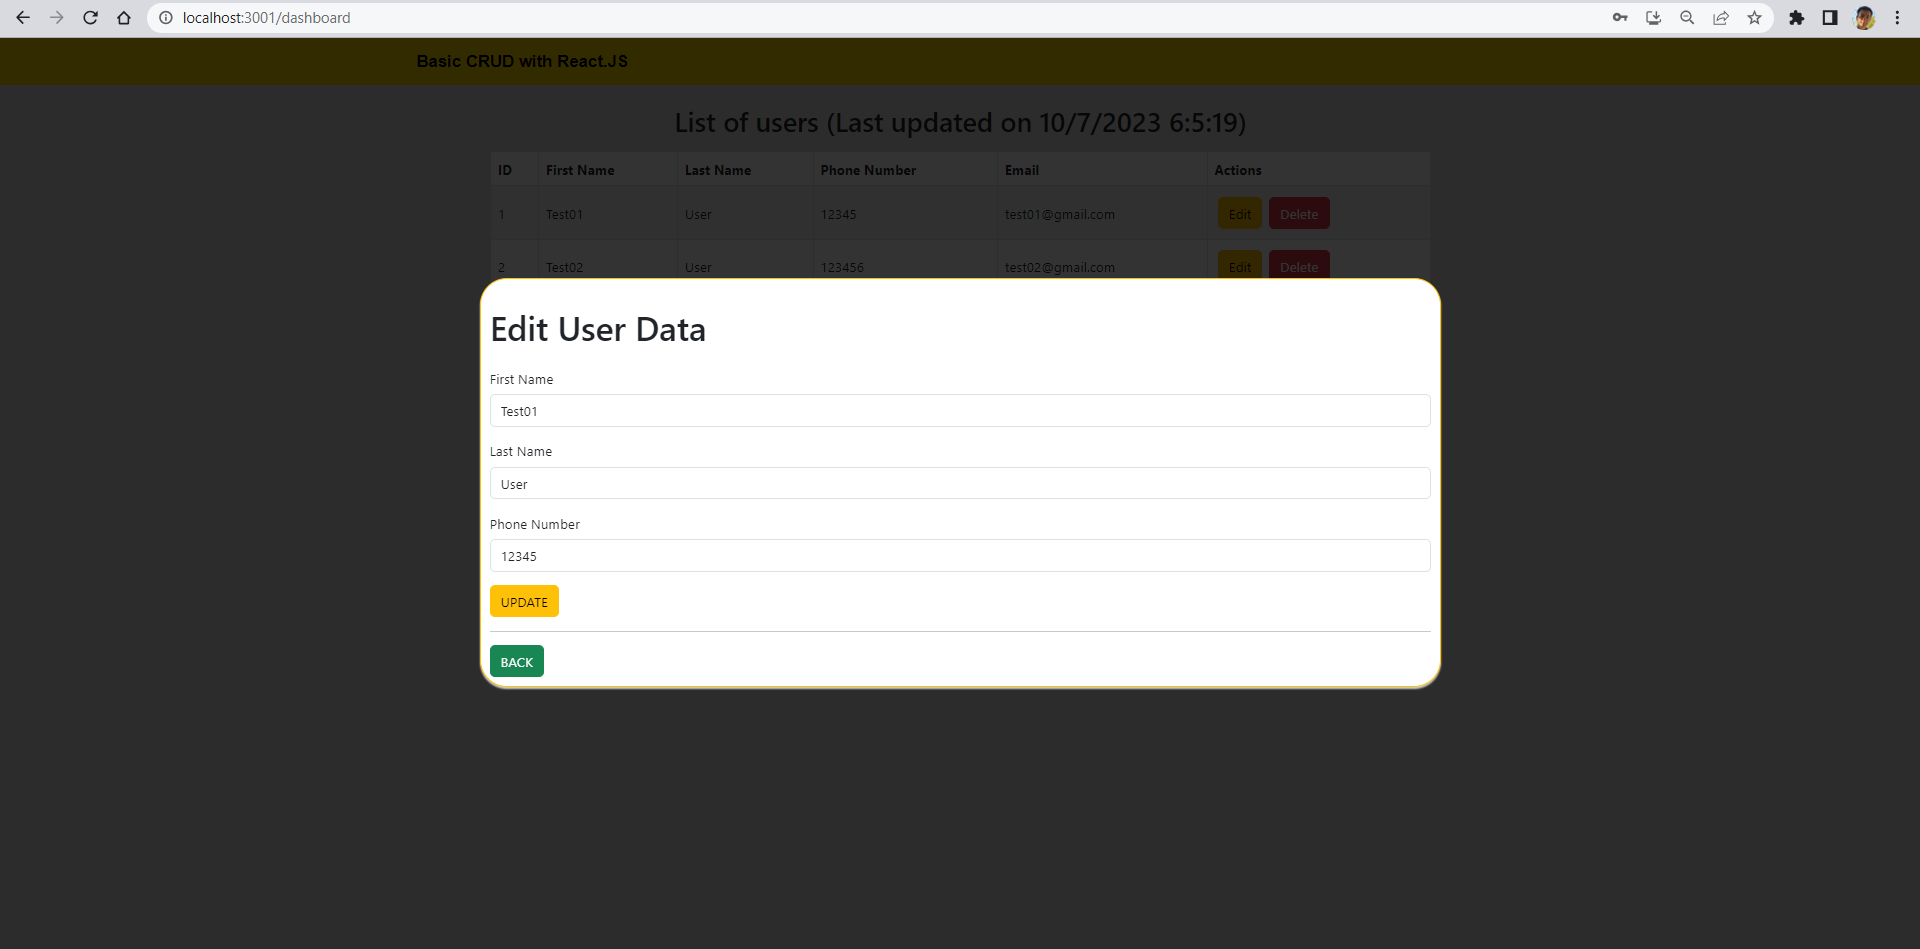 localhost:3001/dashboard
Basic CRUD with React.JS
List of users (Last updated on 10/7/2023 6:5:19)
ID First Name Last Name Phone Number Email Actions
1 Test01 User 12345 test01@gmail.com Edit Delete
2 Test02 User 123456 test02@gmail.com Edit Delete
Edit User Data
First Name
Test01
Last Name
User
Phone Number
12345
UPDATE
BACK